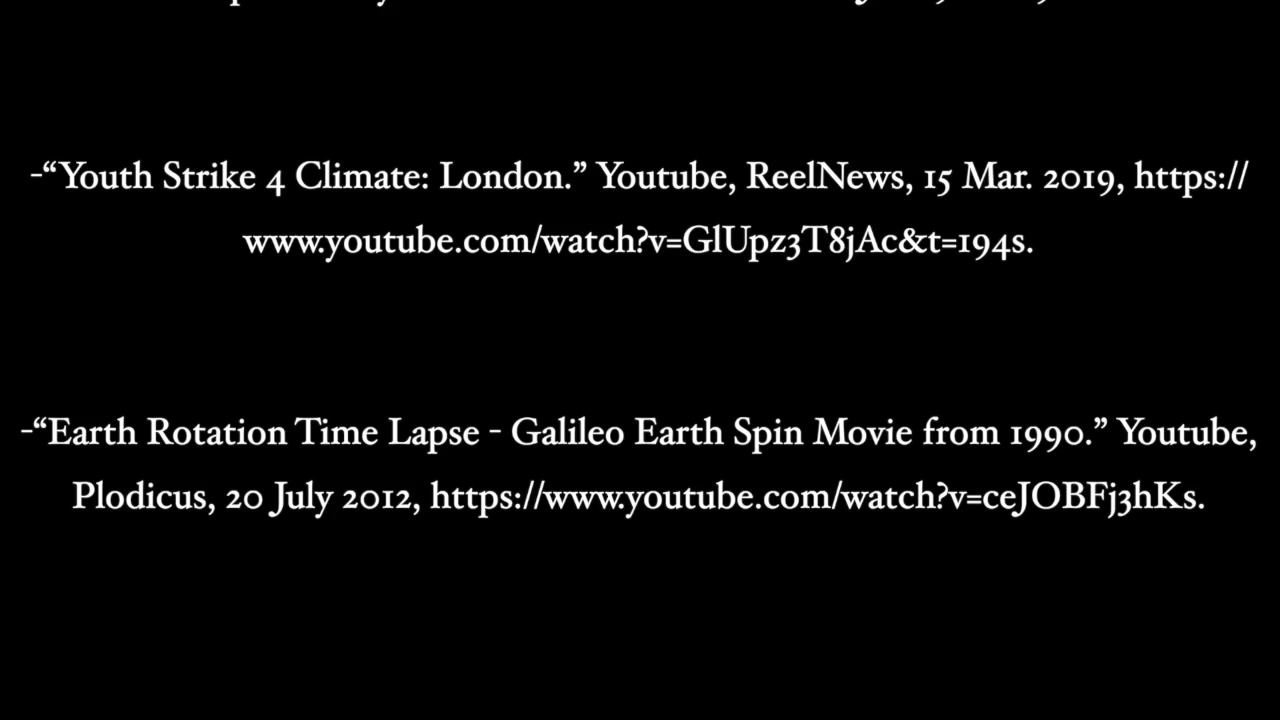 -“Youth Strike 4 Climate: London.” Youtube, ReelNews, 15 Mar. 2019, https://
www.youtube.com/watch?v=GlUpz3T8jAc&t=194s.
-“Earth Rotation Time Lapse - Galileo Earth Spin Movie from 1990.” Youtube,
Plodicus, 20 July 2012, https://www.youtube.com/watch?v=ceJOBFj3hKs.